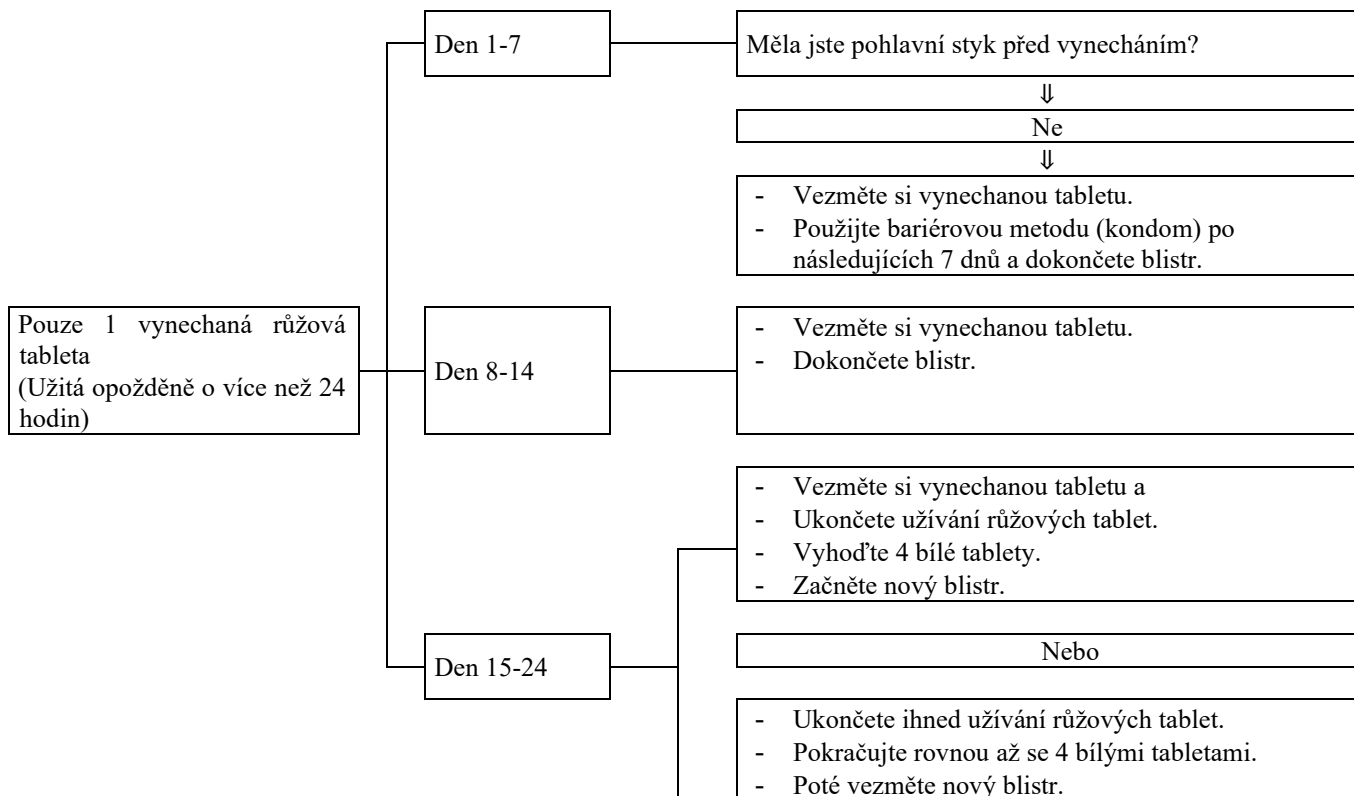 Den 1-7
Měla jste pohlavní styk před vynecháním?
⇓
Ne
⇓
- Vezměte si vynechanou tabletu.
- Použijte bariérovou metodu (kondom) po
následujících 7 dnů a dokončete blistr.
Pouze 1 vynechaná růžová
tableta
(Užitá opožděně o více než 24
hodin)
Den 8-14
- Vezměte si vynechanou tabletu.
- Dokončete blistr.
Den 15-24
- Vezměte si vynechanou tabletu a
- Ukončete užívání růžových tablet.
- Vyhoďte 4 bílé tablety.
- Začněte nový blistr.
Nebo
- Ukončete ihned užívání růžových tablet.
- Pokračujte rovnou až se 4 bílými tabletami.
- Poté vezměte nový blistr.